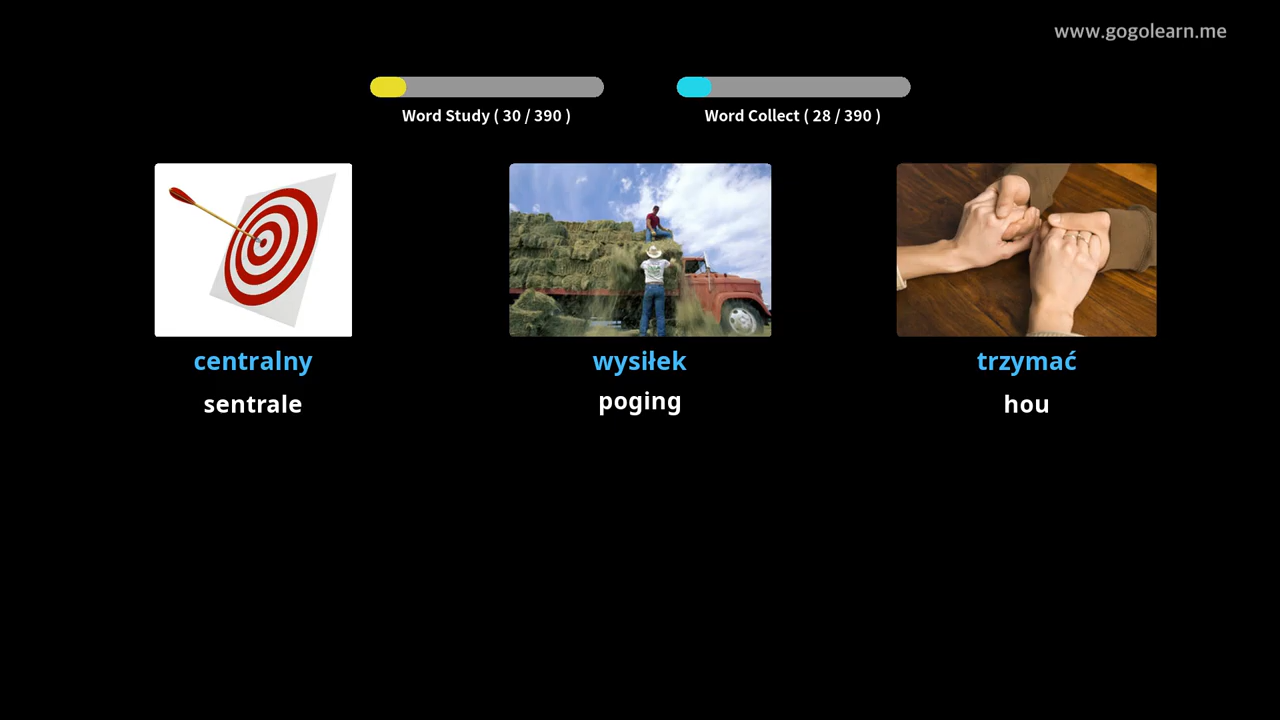 www.gogolearn.me
Word Study ( 30 / 390 )
Word Collect ( 28 / 390 )
centralny
wysiłek
trzymać
sentrale
poging
hou